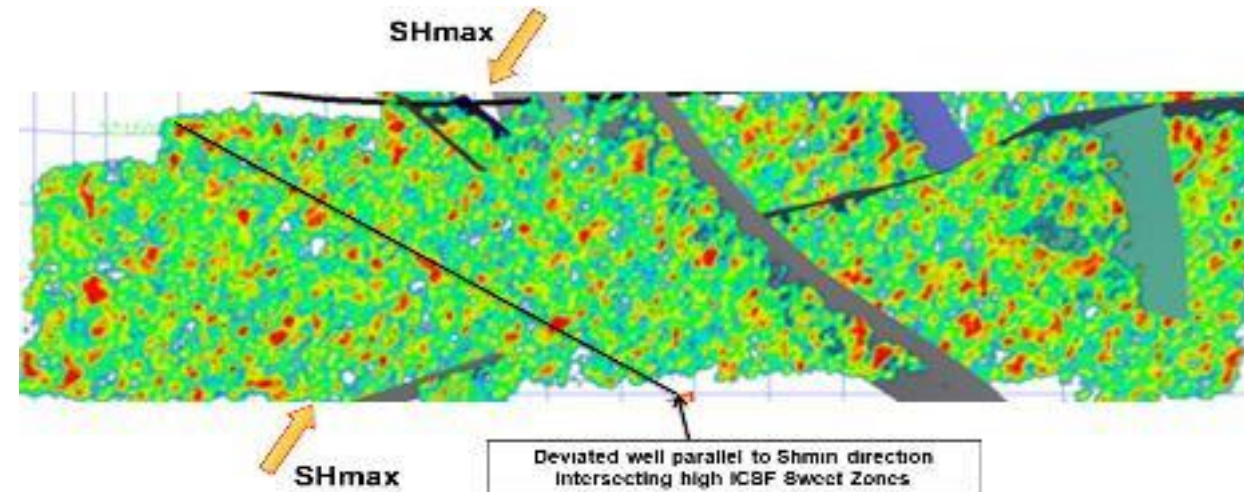 SHmax
SHmax
Deviated well parallel to Shmin direction
intersecting high ICSF Sweet Zones